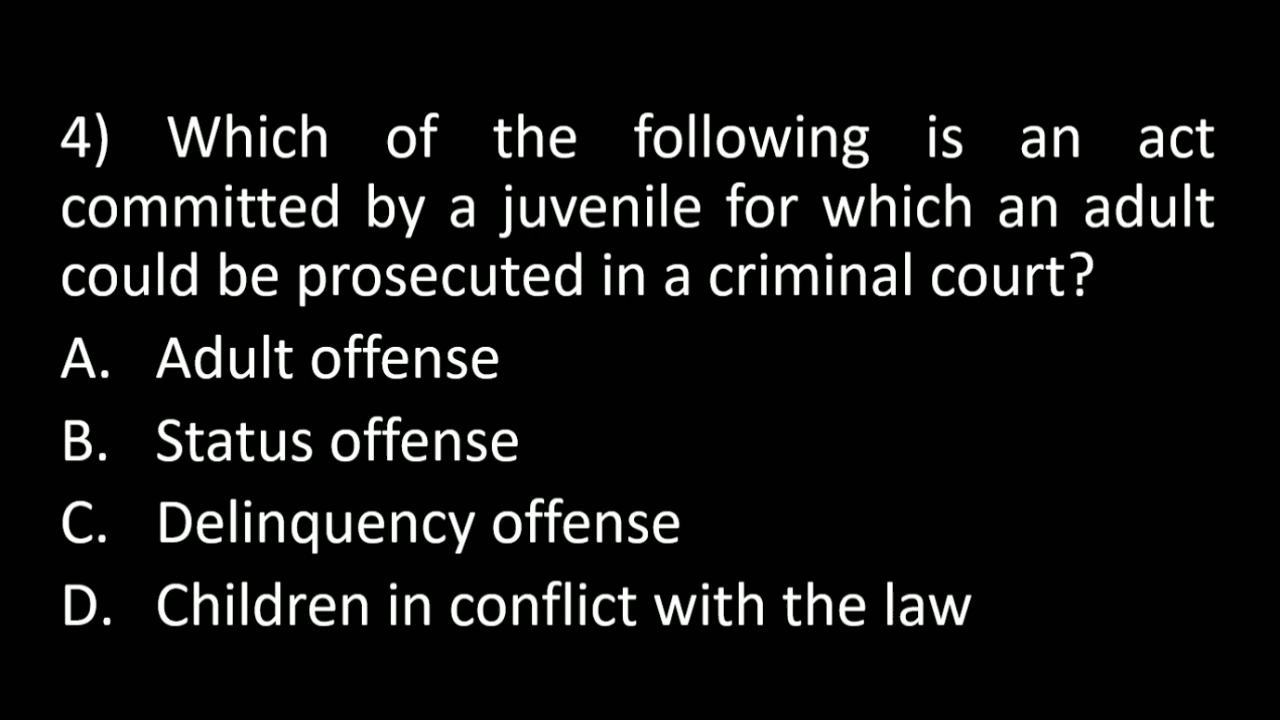 4) Which of the following is an act
committed by a juvenile for which an adult
could be prosecuted in a criminal court?
A. Adult offense
B. Status offense
C. Delinquency offense
D. Children in conflict with the law